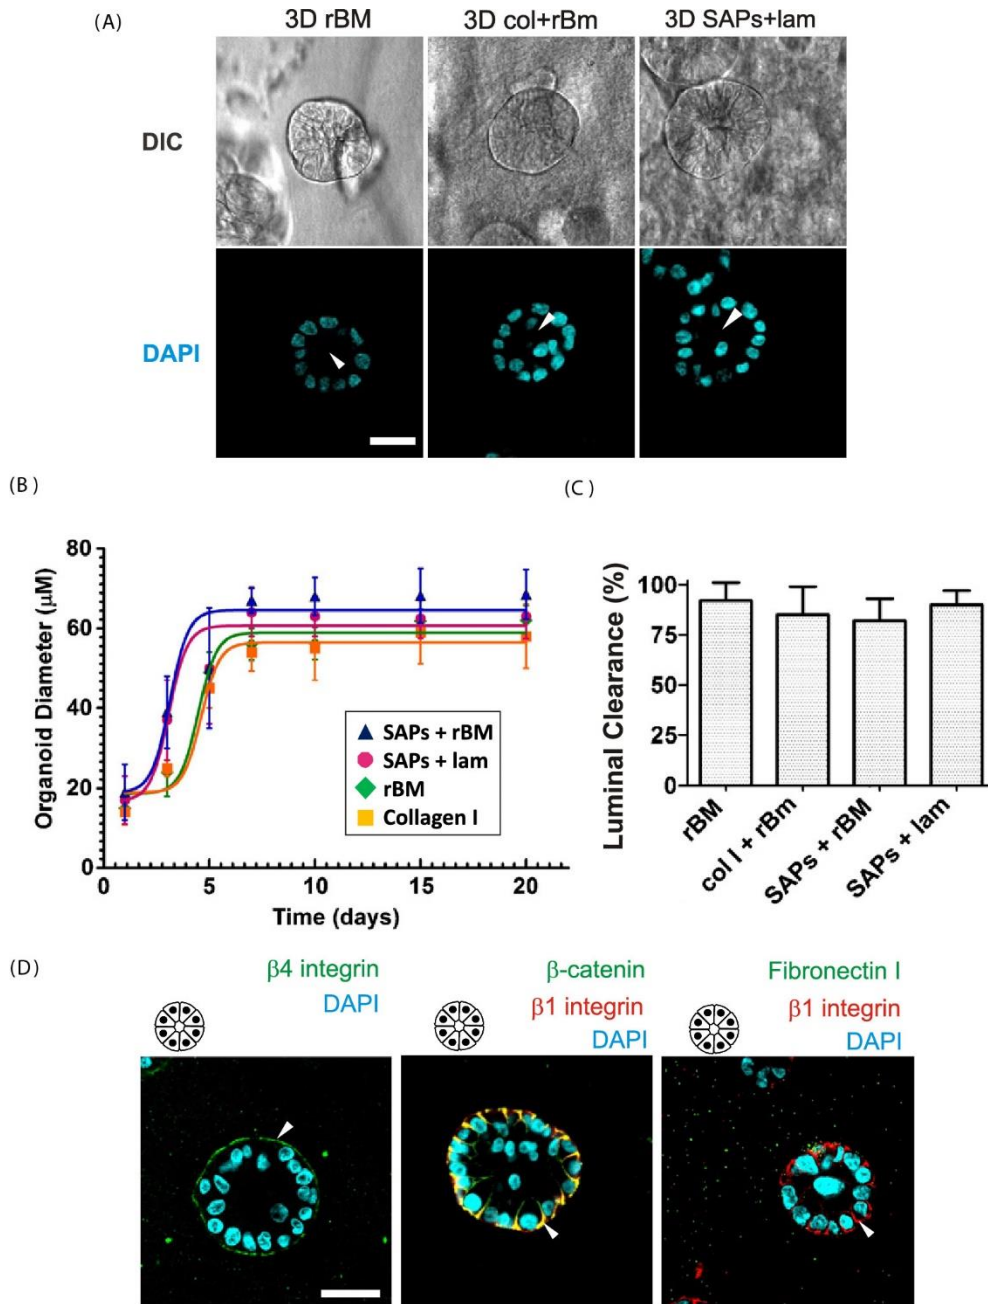 (A)
3D rBM
3D col+rBm
3D SAPs+lam
DIC
DAPI
(B)
(C)
Organoid Diameter (µM)
80
60
40
20
0
0
5
10
15
20
Time (days)
SAPs + rBM
SAPs + lam
rBM
Collagen I
Luminal Clearance (%)
100
75
50
25
0
rBM
col I + rBm
SAPs + rBM
SAPs + lam
(D)
β4 integrin
DAPI
β-catenin
β1 integrin
DAPI
Fibronectin I
β1 integrin
DAPI